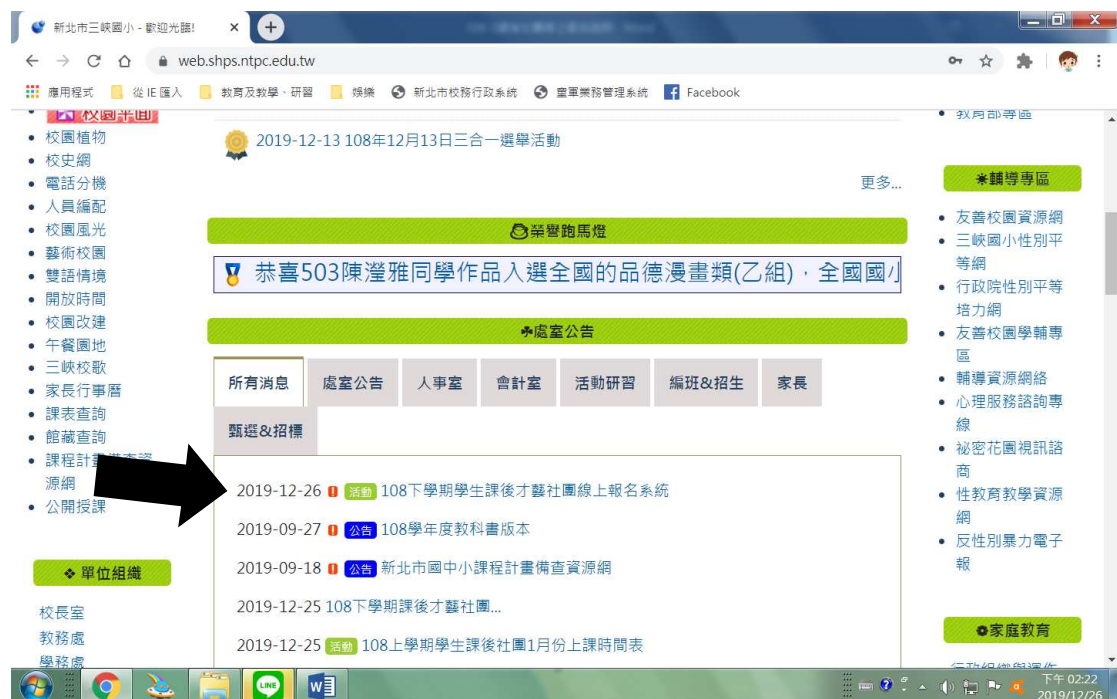 新北市三峽國小 - 歡迎光臨!
web.shps.ntpc.edu.tw
應用程式
從 IE 匯入
教育及教學、研習
娛樂
新北市校務行政系統
童軍業務管理系統
Facebook
校園平面
校園植物
校史網
電話分機
人員編配
校園風光
藝術校園
雙語情境
開放時間
校園改建
午餐園地
三峽校歌
家長行事曆
課表查詢
館藏查詢
課程計畫備查資
源網
公開授課
❖ 單位組織
校長室
教務處
學務處
2019-12-13 108年12月13日三合一選舉活動
更多...
榮譽跑馬燈
恭喜503陳瀅雅同學作品入選全國的品德漫畫類(乙組)，全國國小
處室公告
所有消息
處室公告
人事室
會計室
活動研習
編班&招生
家長
甄選&招標
2019-12-26 活動 108下學期學生課後才藝社團線上報名系統
2019-09-27 公告 108學年度教科書版本
2019-09-18 公告 新北市國中小課程計畫備查資源網
2019-12-25 108下學期課後才藝社團...
2019-12-25 活動 108上學期學生課後社團1月份上課時間表
教育部專區
輔導專區
友善校園資源網
三峽國小性別平
等網
行政院性別平等
培力網
友善校園學輔專
區
輔導資源網絡
心理服務諮詢專
線
祕密花園視訊諮
商
性教育教學資源
網
反性別暴力電子
報
家庭教育
LINE
下午 02:22
2019/12/26